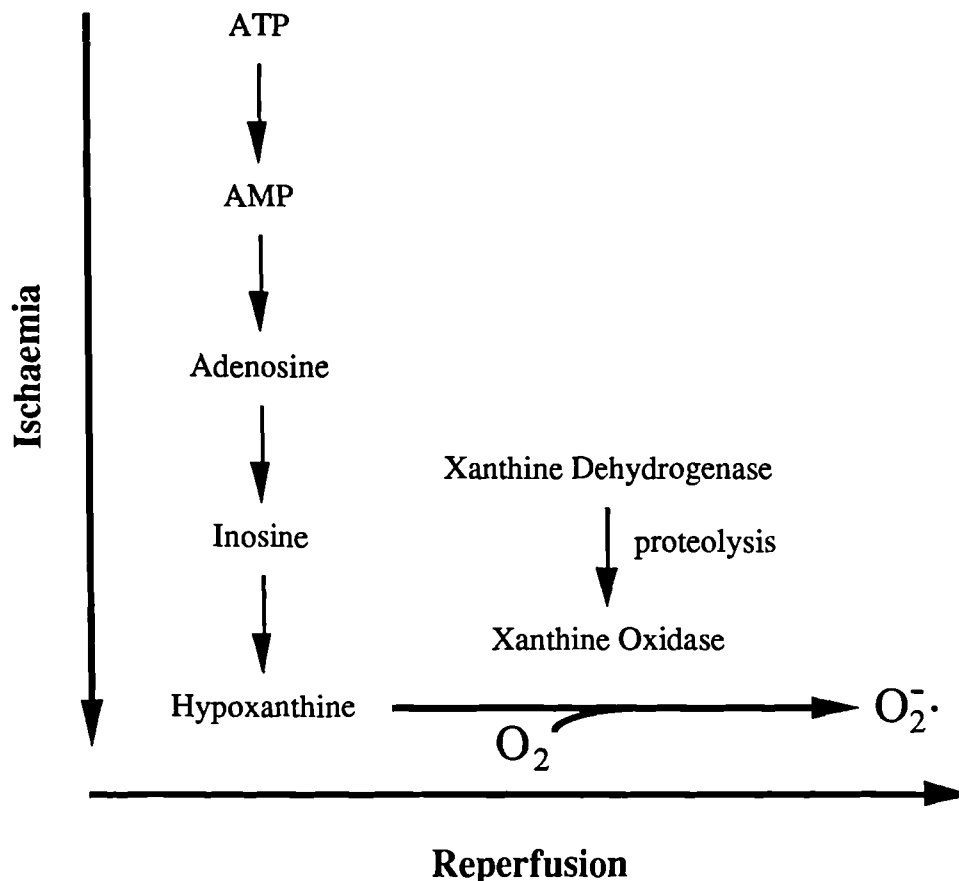 ATP
AMP
Adenosine
Inosine
Hypoxanthine
Ischaemia
Xanthine Dehydrogenase
proteolysis
Xanthine Oxidase
O₂
O₂⁻·
Reperfusion